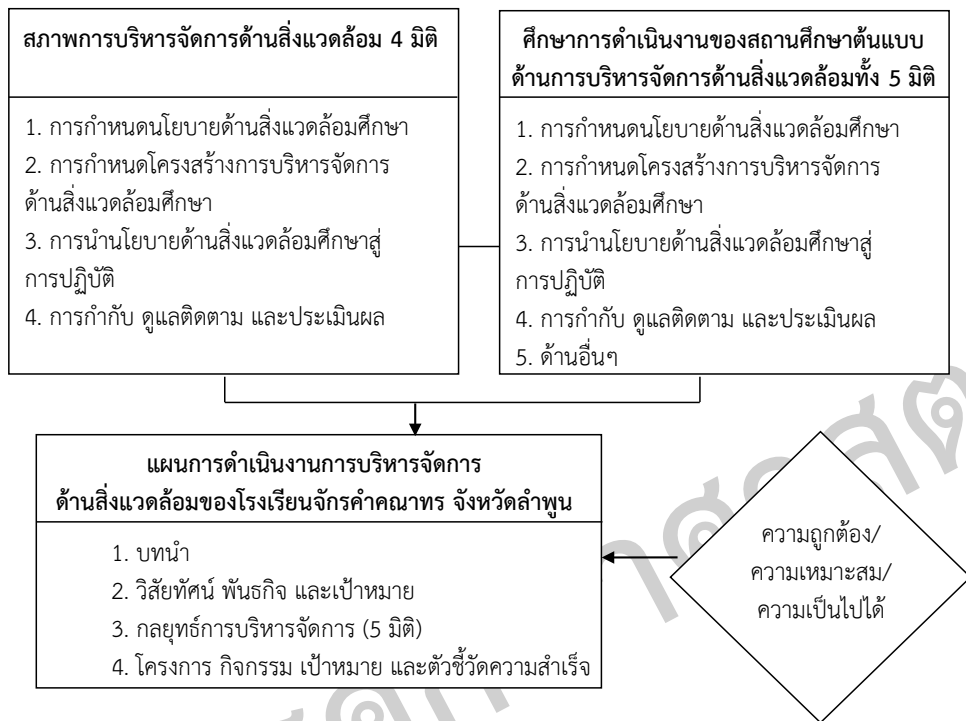 สภาพการบริหารจัดการด้านสิ่งแวดล้อม 4 มิติ
1. การกำหนดนโยบายด้านสิ่งแวดล้อมศึกษา
2. การกำหนดโครงสร้างการบริหารจัดการ
ด้านสิ่งแวดล้อมศึกษา
3. การนำนโยบายด้านสิ่งแวดล้อมศึกษาสู่
การปฏิบัติ
4. การกำกับ ดูแลติดตาม และประเมินผล
ศึกษาการดำเนินงานของสถานศึกษาต้นแบบ
ด้านการบริหารจัดการด้านสิ่งแวดล้อมทั้ง 5 มิติ
1. การกำหนดนโยบายด้านสิ่งแวดล้อมศึกษา
2. การกำหนดโครงสร้างการบริหารจัดการ
ด้านสิ่งแวดล้อมศึกษา
3. การนำนโยบายด้านสิ่งแวดล้อมศึกษาสู่
การปฏิบัติ
4. การกำกับ ดูแลติดตาม และประเมินผล
5. ด้านอื่นๆ
แผนการดำเนินงานการบริหารจัดการ
ด้านสิ่งแวดล้อมของโรงเรียนจักรคำคณาทร จังหวัดลำพูน
1. บทนำ
2. วิสัยทัศน์ พันธกิจ และเป้าหมาย
3. กลยุทธ์การบริหารจัดการ (5 มิติ)
4. โครงการ กิจกรรม เป้าหมาย และตัวชี้วัดความสำเร็จ
ความถูกต้อง/
ความเหมาะสม/
ความเป็นไปได้